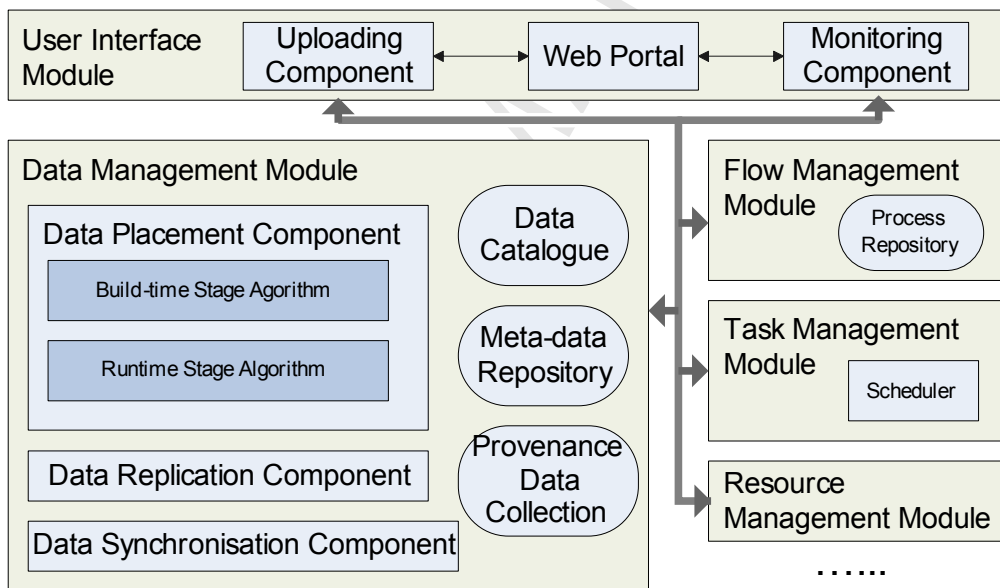 User Interface
Module
Uploading
Component
Web Portal
Monitoring
Component
Data Management Module
Data Placement Component
Build-time Stage Agorithm
Runtime Stage Algorithm
Data Replication Component
Data Synchronisation Component
Data
Catalogue
Meta-data
Repository
Provenance
Data
Collection
Flow Management
Module
Process
Repository
Task Management
Module
Scheduler
Resource
Management Module
……